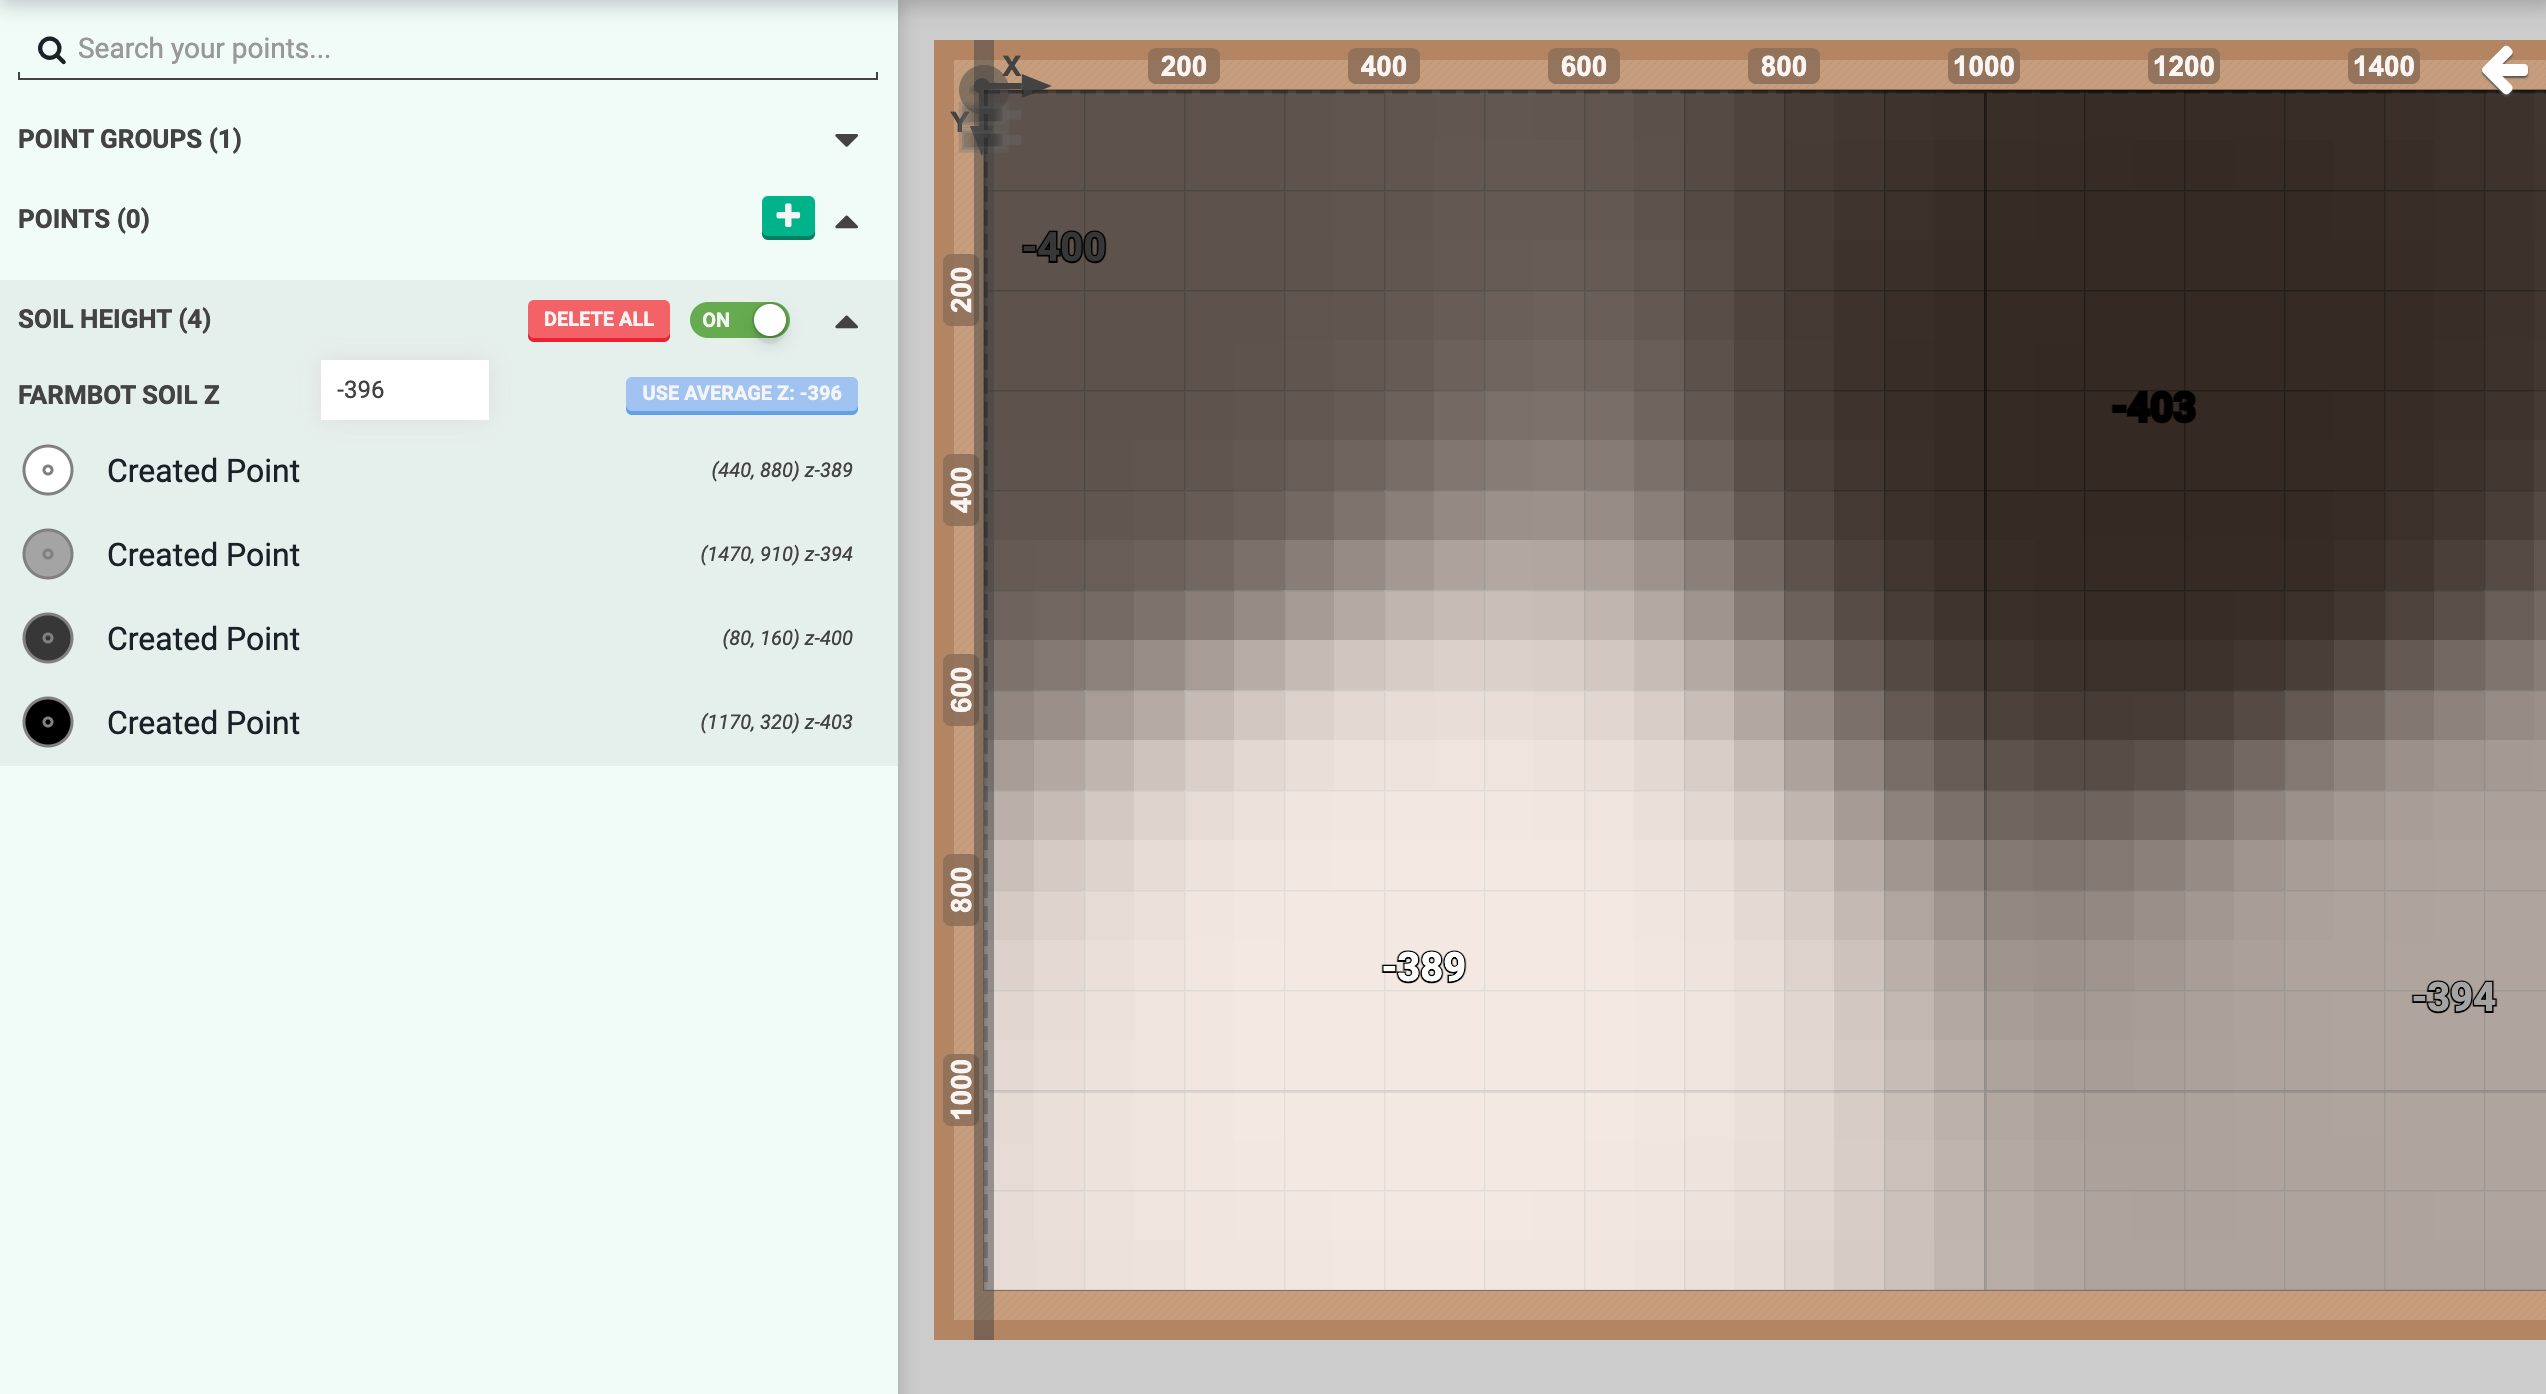 Search your points...
POINT GROUPS (1)
POINTS (0)
SOIL HEIGHT (4) DELETE ALL ON
FARMBOT SOIL Z -396 USE AVERAGE Z: -396
Created Point (440, 880) z-389
Created Point (1470, 910) z-394
Created Point (80, 160) z-400
Created Point (1170, 320) z-403
X 200 400 600 800 1000 1200 1400
Y
200
400
600
800
1000
-400
-403
-389
-394